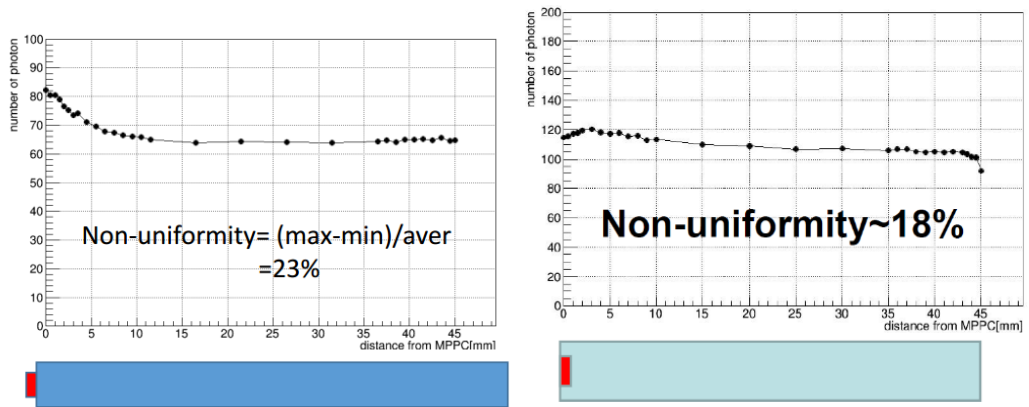 number of photon
100
90
80
70
60
50
40
30
20
10
0
Non-uniformity= (max-min)/aver
=23%
0 5 10 15 20 25 30 35 40 45
distance from MPPC[mm]
number of photon
200
180
160
140
120
100
80
60
40
20
0
Non-uniformity~18%
0 5 10 15 20 25 30 35 40 45
distance from MPPC[mm]